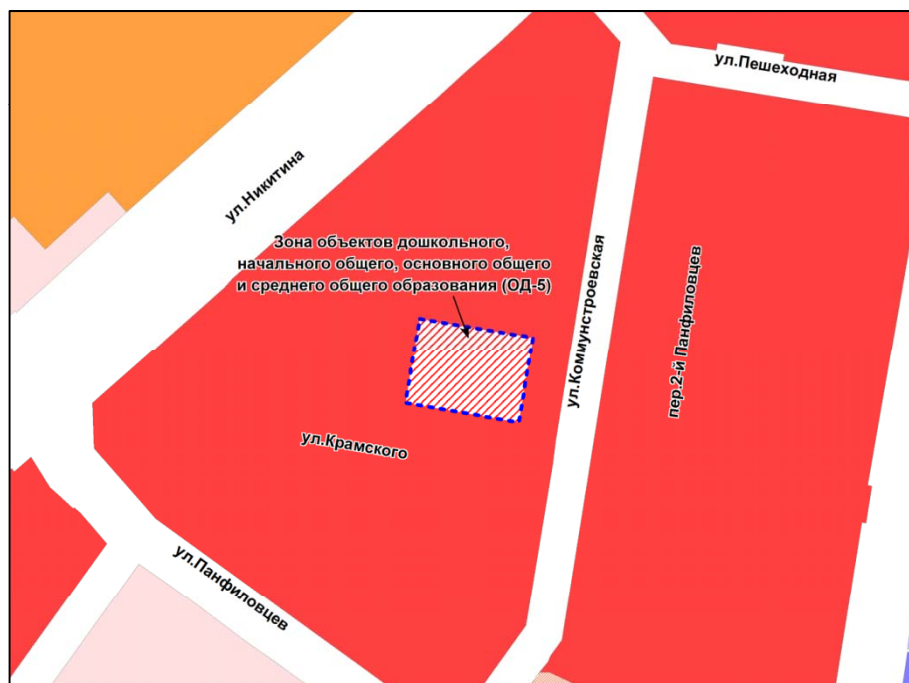 ул.Пешеходная
ул.Никитина
Зона объектов дошкольного,
начального общего, основного общего
и среднего общего образования (ОД-5)
ул.Коммунстроевская
пер.2-й Панфиловцев
ул.Крамского
ул.Панфиловцев